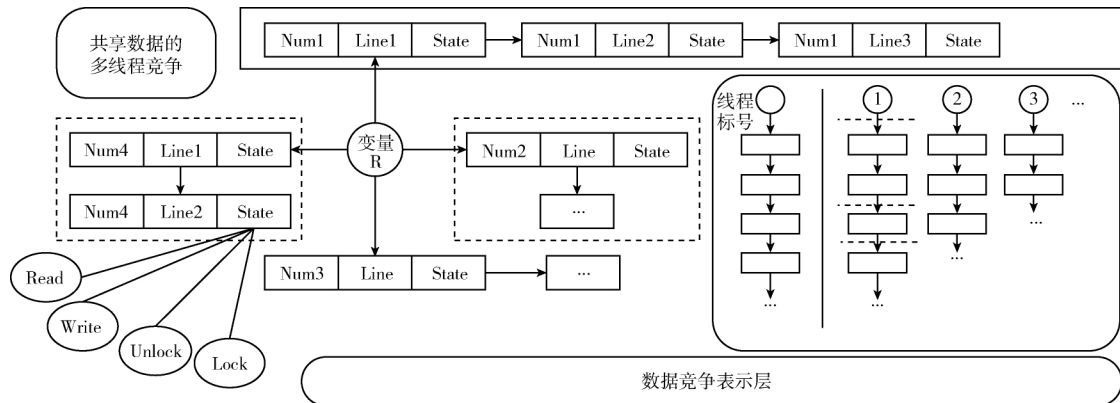 共享数据的
多线程竞争
Num1 Line1 State Num1 Line2 State Num1 Line3 State
线程
标号
1 2 3 ...
变量
R
Num4 Line1 State
Num4 Line2 State
Num2 Line State
...
Num3 Line State ...
Read
Write
Unlock
Lock
...
...
...
...
数据竞争表示层